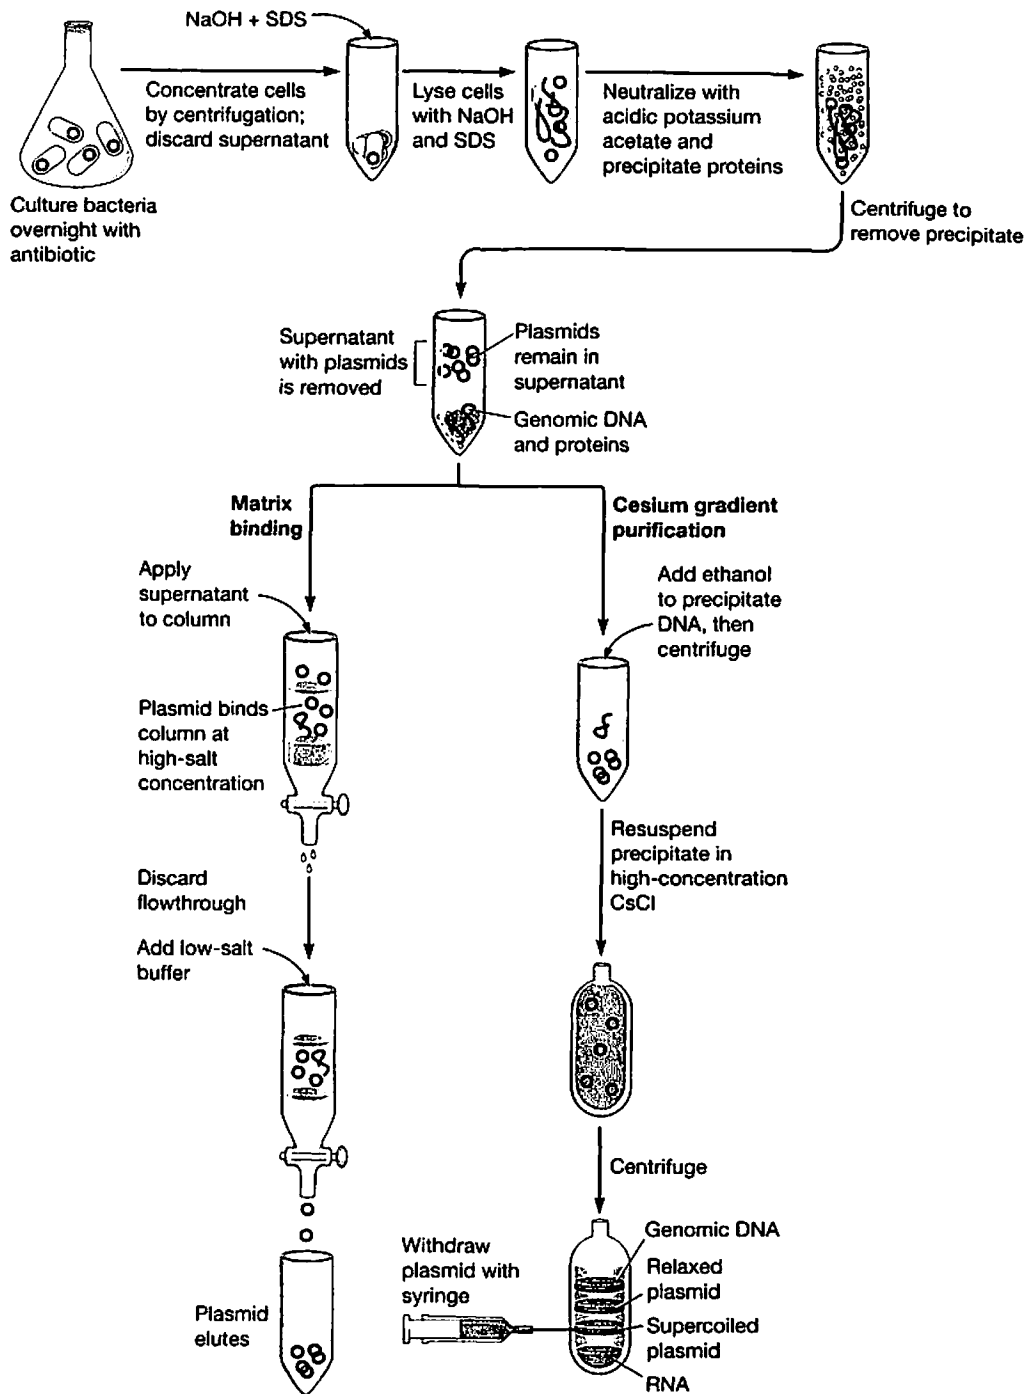 NaOH + SDS
Concentrate cells
by centrifugation;
discard supernatant
Lyse cells
with NaOH
and SDS
Neutralize with
acidic potassium
acetate and
precipitate proteins
Culture bacteria
overnight with
antibiotic
Centrifuge to
remove precipitate
Supernatant
with plasmids
is removed
Plasmids
remain in
supernatant
Genomic DNA
and proteins
Matrix
binding
Cesium gradient
purification
Apply
supernatant
to column
Add ethanol
to precipitate
DNA, then
centrifuge
Plasmid binds
column at
high-salt
concentration
Resuspend
precipitate in
high-concentration
CsCl
Discard
flowthrough
Add low-salt
buffer
Centrifuge
Withdraw
plasmid with
syringe
Genomic DNA
Relaxed
plasmid
Supercoiled
plasmid
RNA
Plasmid
elutes